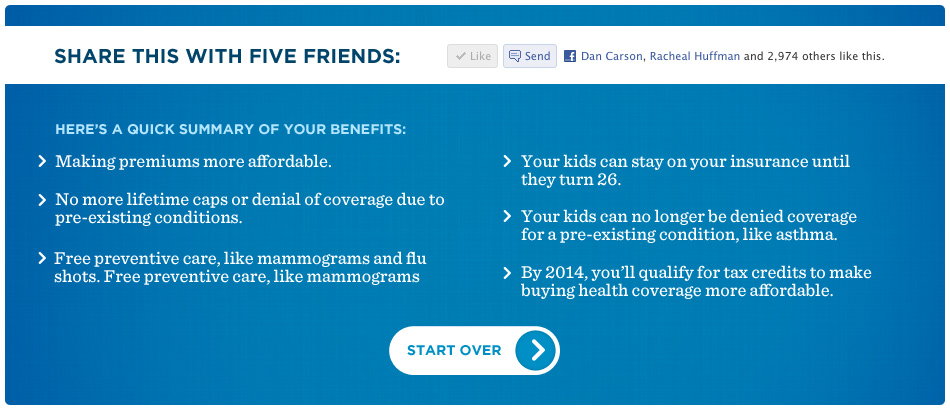 SHARE THIS WITH FIVE FRIENDS:
Like
Send
Dan Carson, Racheal Huffman and 2,974 others like this.
HERE'S A QUICK SUMMARY OF YOUR BENEFITS:
Making premiums more affordable.
No more lifetime caps or denial of coverage due to
pre-existing conditions.
Free preventive care, like mammograms and flu
shots. Free preventive care, like mammograms
Your kids can stay on your insurance until
they turn 26.
Your kids can no longer be denied coverage
for a pre-existing condition, like asthma.
By 2014, you'll qualify for tax credits to make
buying health coverage more affordable.
START OVER